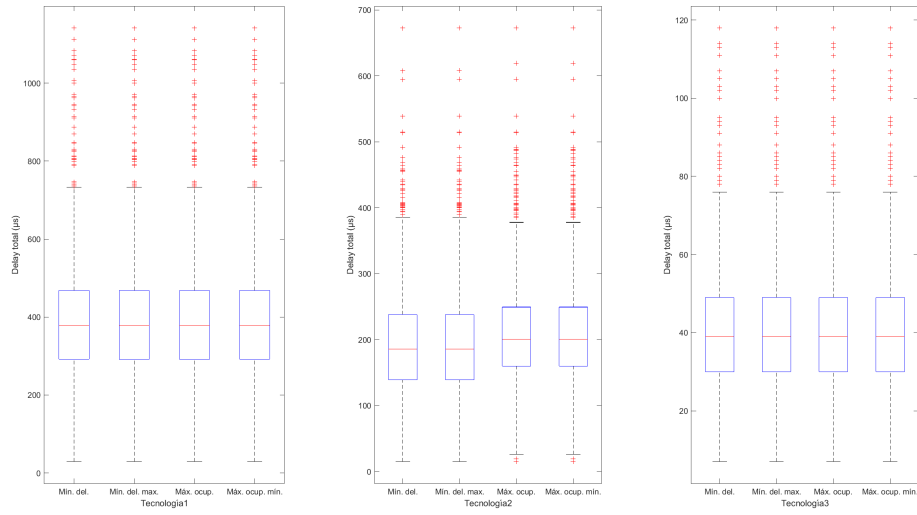 Delay total (µs)
1000
800
600
400
200
0
Mín. del.
Mín. del. max.
Máx. ocup.
Máx. ocup. mín.
Tecnología1
Delay total (µs)
700
600
500
400
300
200
100
0
Mín. del.
Mín. del. max.
Máx. ocup.
Máx. ocup. mín.
Tecnología2
Delay total (µs)
120
100
80
60
40
20
Mín. del.
Mín. del. max.
Máx. ocup.
Máx. ocup. mín.
Tecnología3